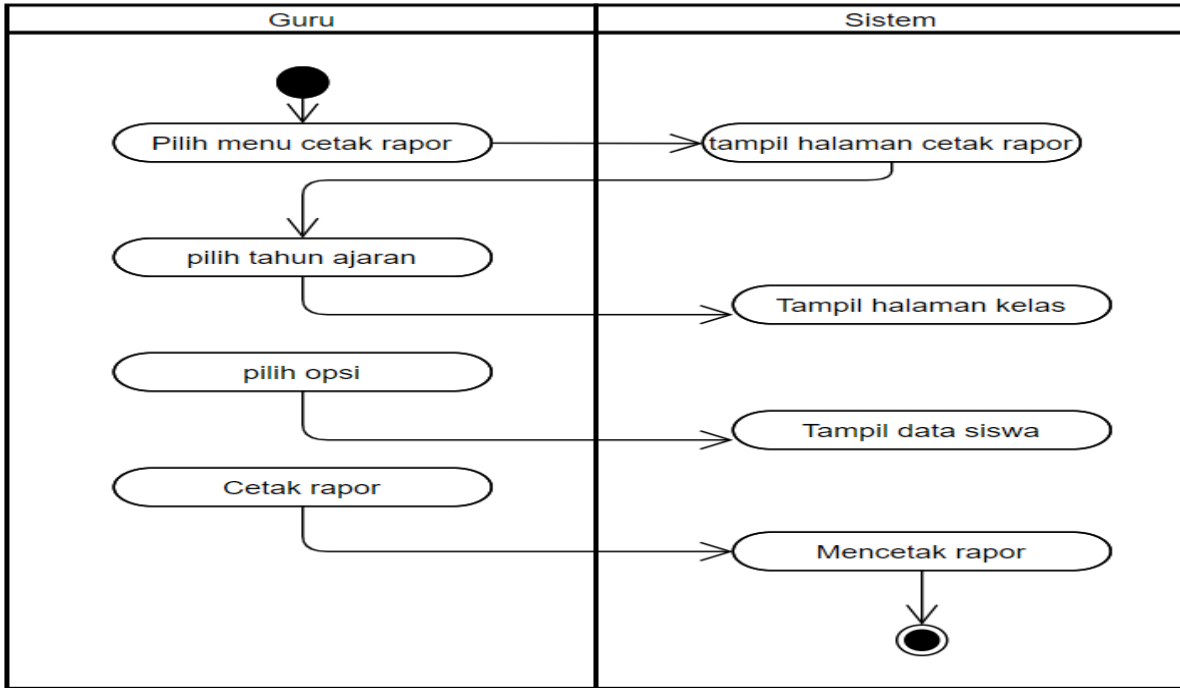 Guru
Sistem
Pilih menu cetak rapor
tampil halaman cetak rapor
pilih tahun ajaran
Tampil halaman kelas
pilih opsi
Tampil data siswa
Cetak rapor
Mencetak rapor